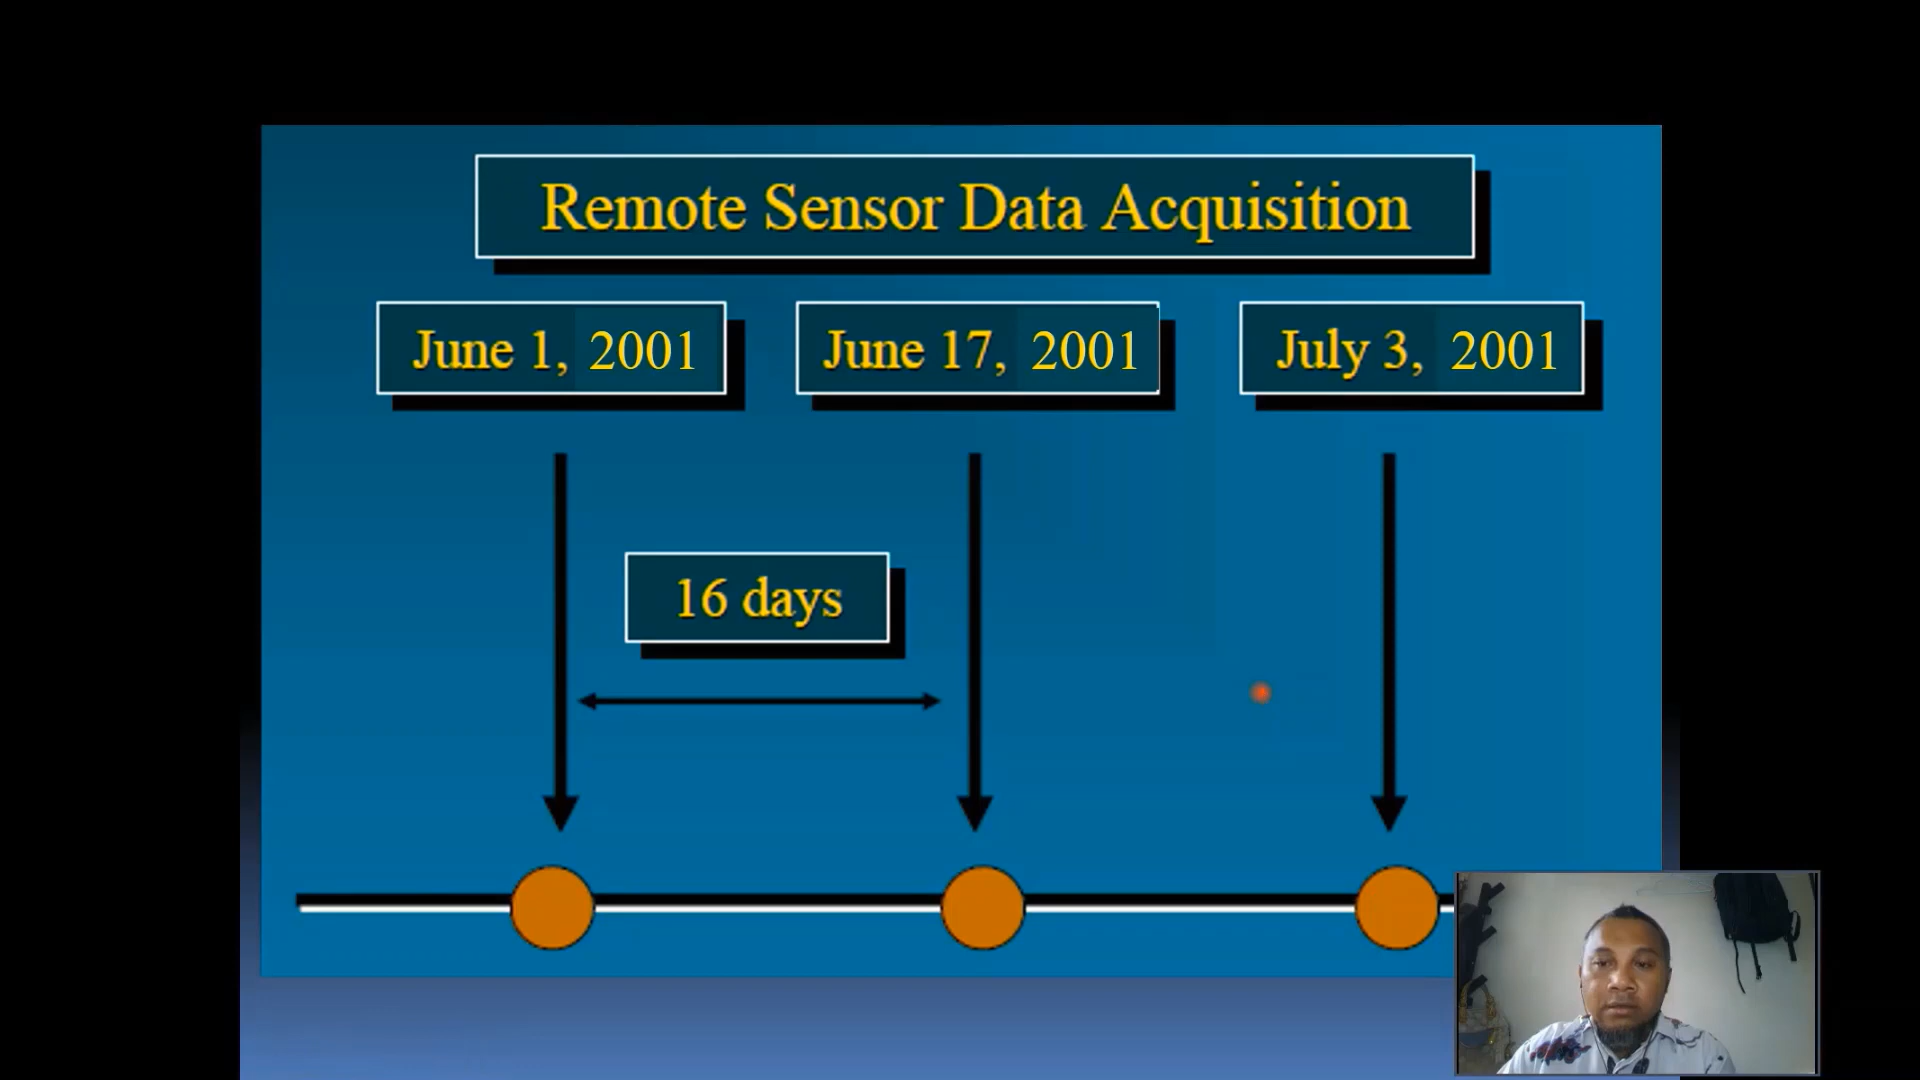 Remote Sensor Data Acquisition
June 1, 2001
June 17, 2001
July 3, 2001
16 days